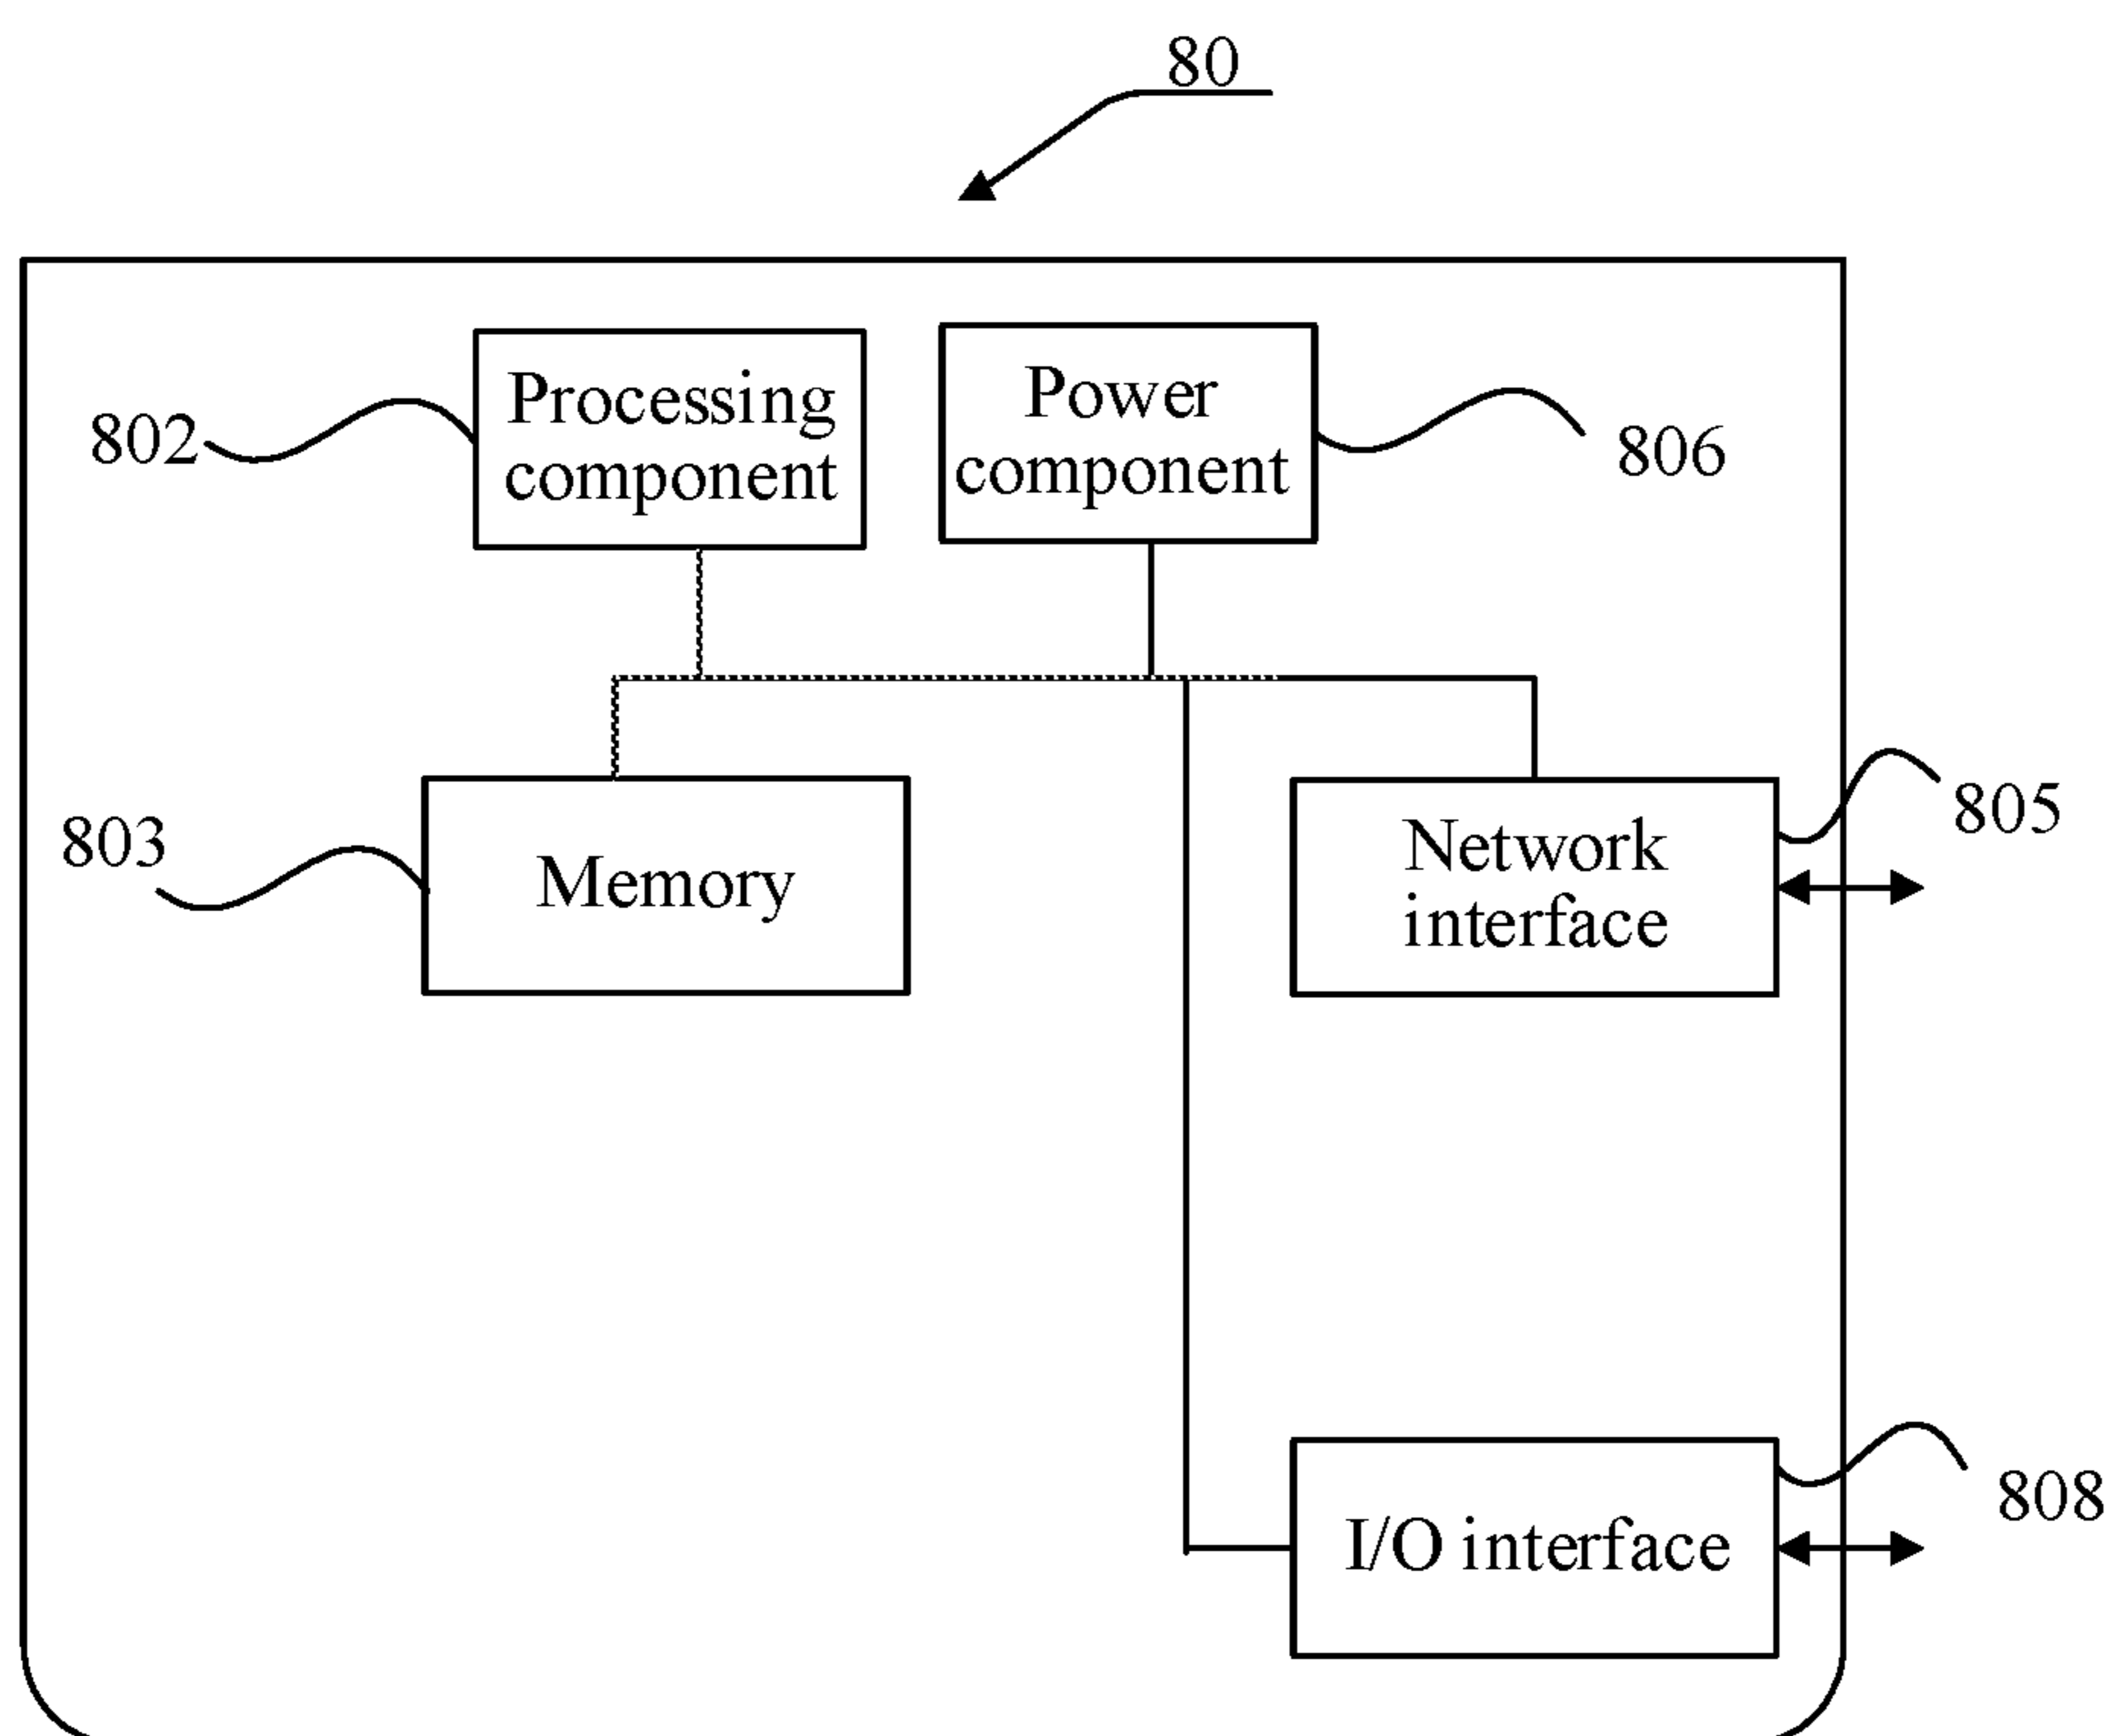 80
Processing
component
802
Power
component
806
803
Memory
Network
interface
805
I/O interface
808